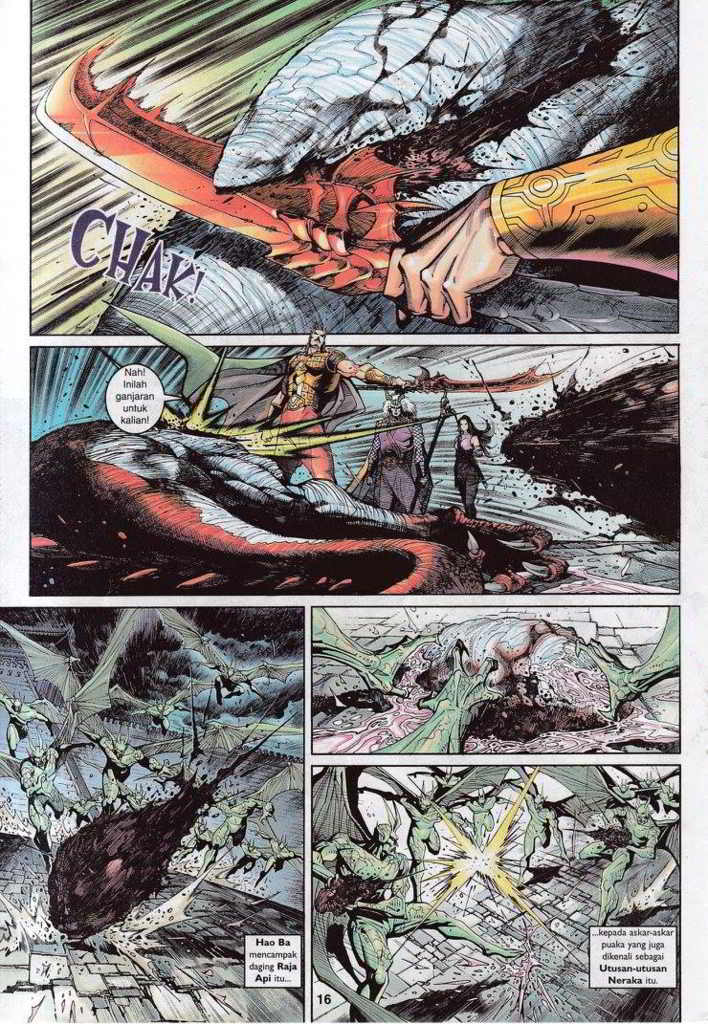 CHAK!
Nah!
Inilah
ganjaran
untuk
kalian!
Hao Ba
mencampak
daging Raja
Api itu...
...kepada askar-askar
puaka yang juga
dikenali sebagai
Utusan-utusan
Neraka itu.
16